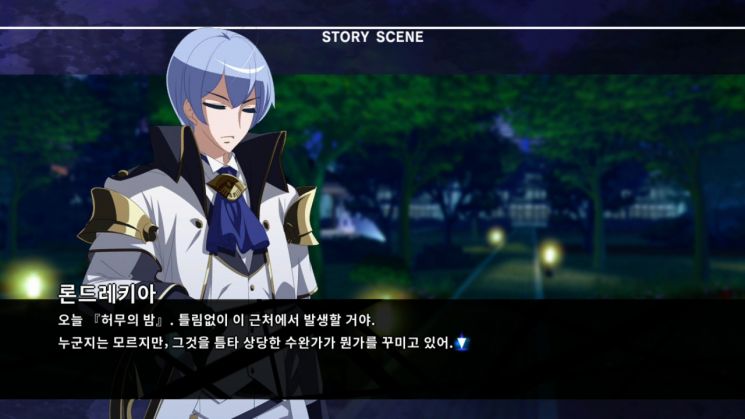 STORY SCENE
론드레키아
오늘 『허무의 밤』. 틀림없이 이 근처에서 발생할 거야.
누군지는 모르지만, 그것을 틈타 상당한 수완가가 뭔가를 꾸미고 있어.